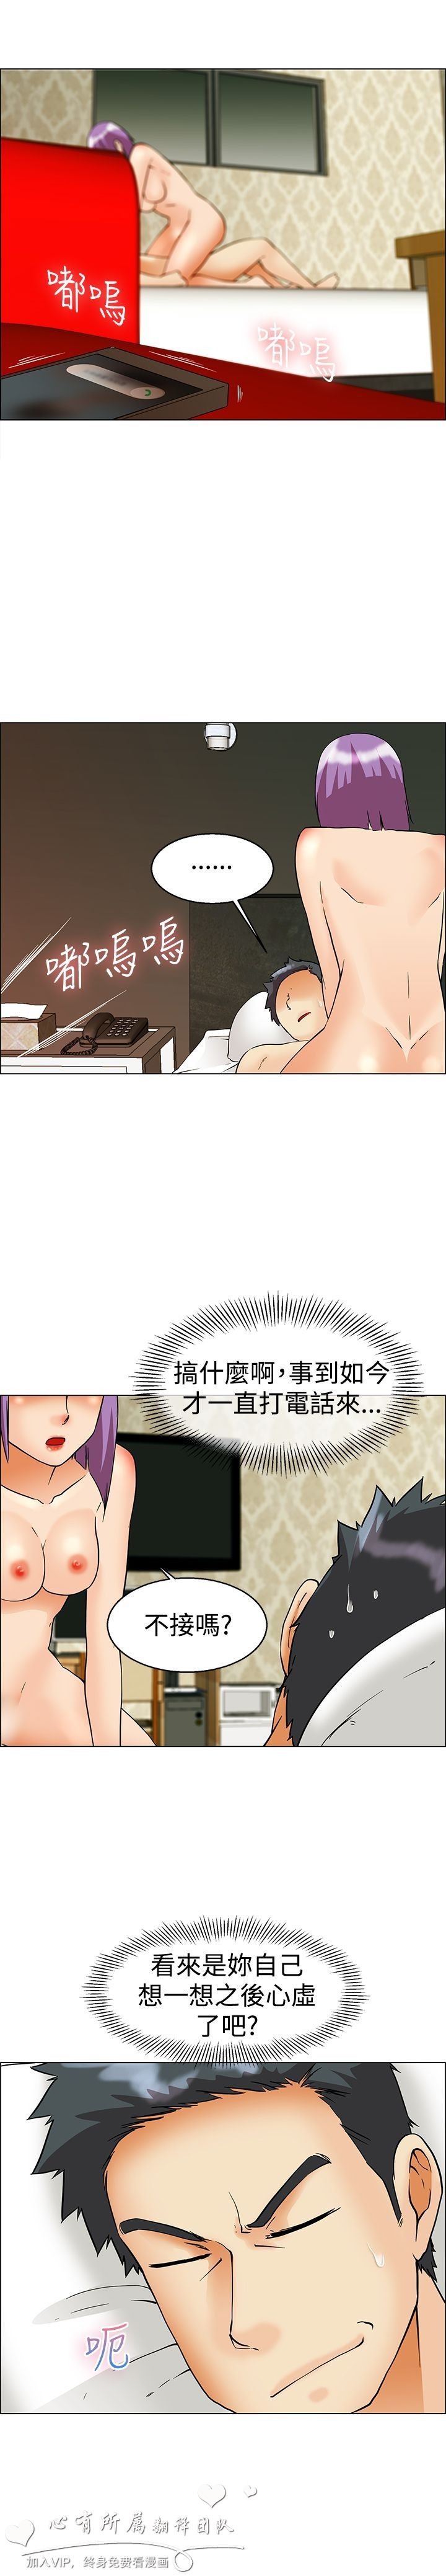 嘟嗚
嘟嗚
……
嘟嗚嗚
搞什麼啊，事到如今
才一直打電話來...
不接嗎?
看來是妳自己
想一想之後心虛
了吧?
呃
心有所属翻译团队
加入VIP，终身免费看漫画